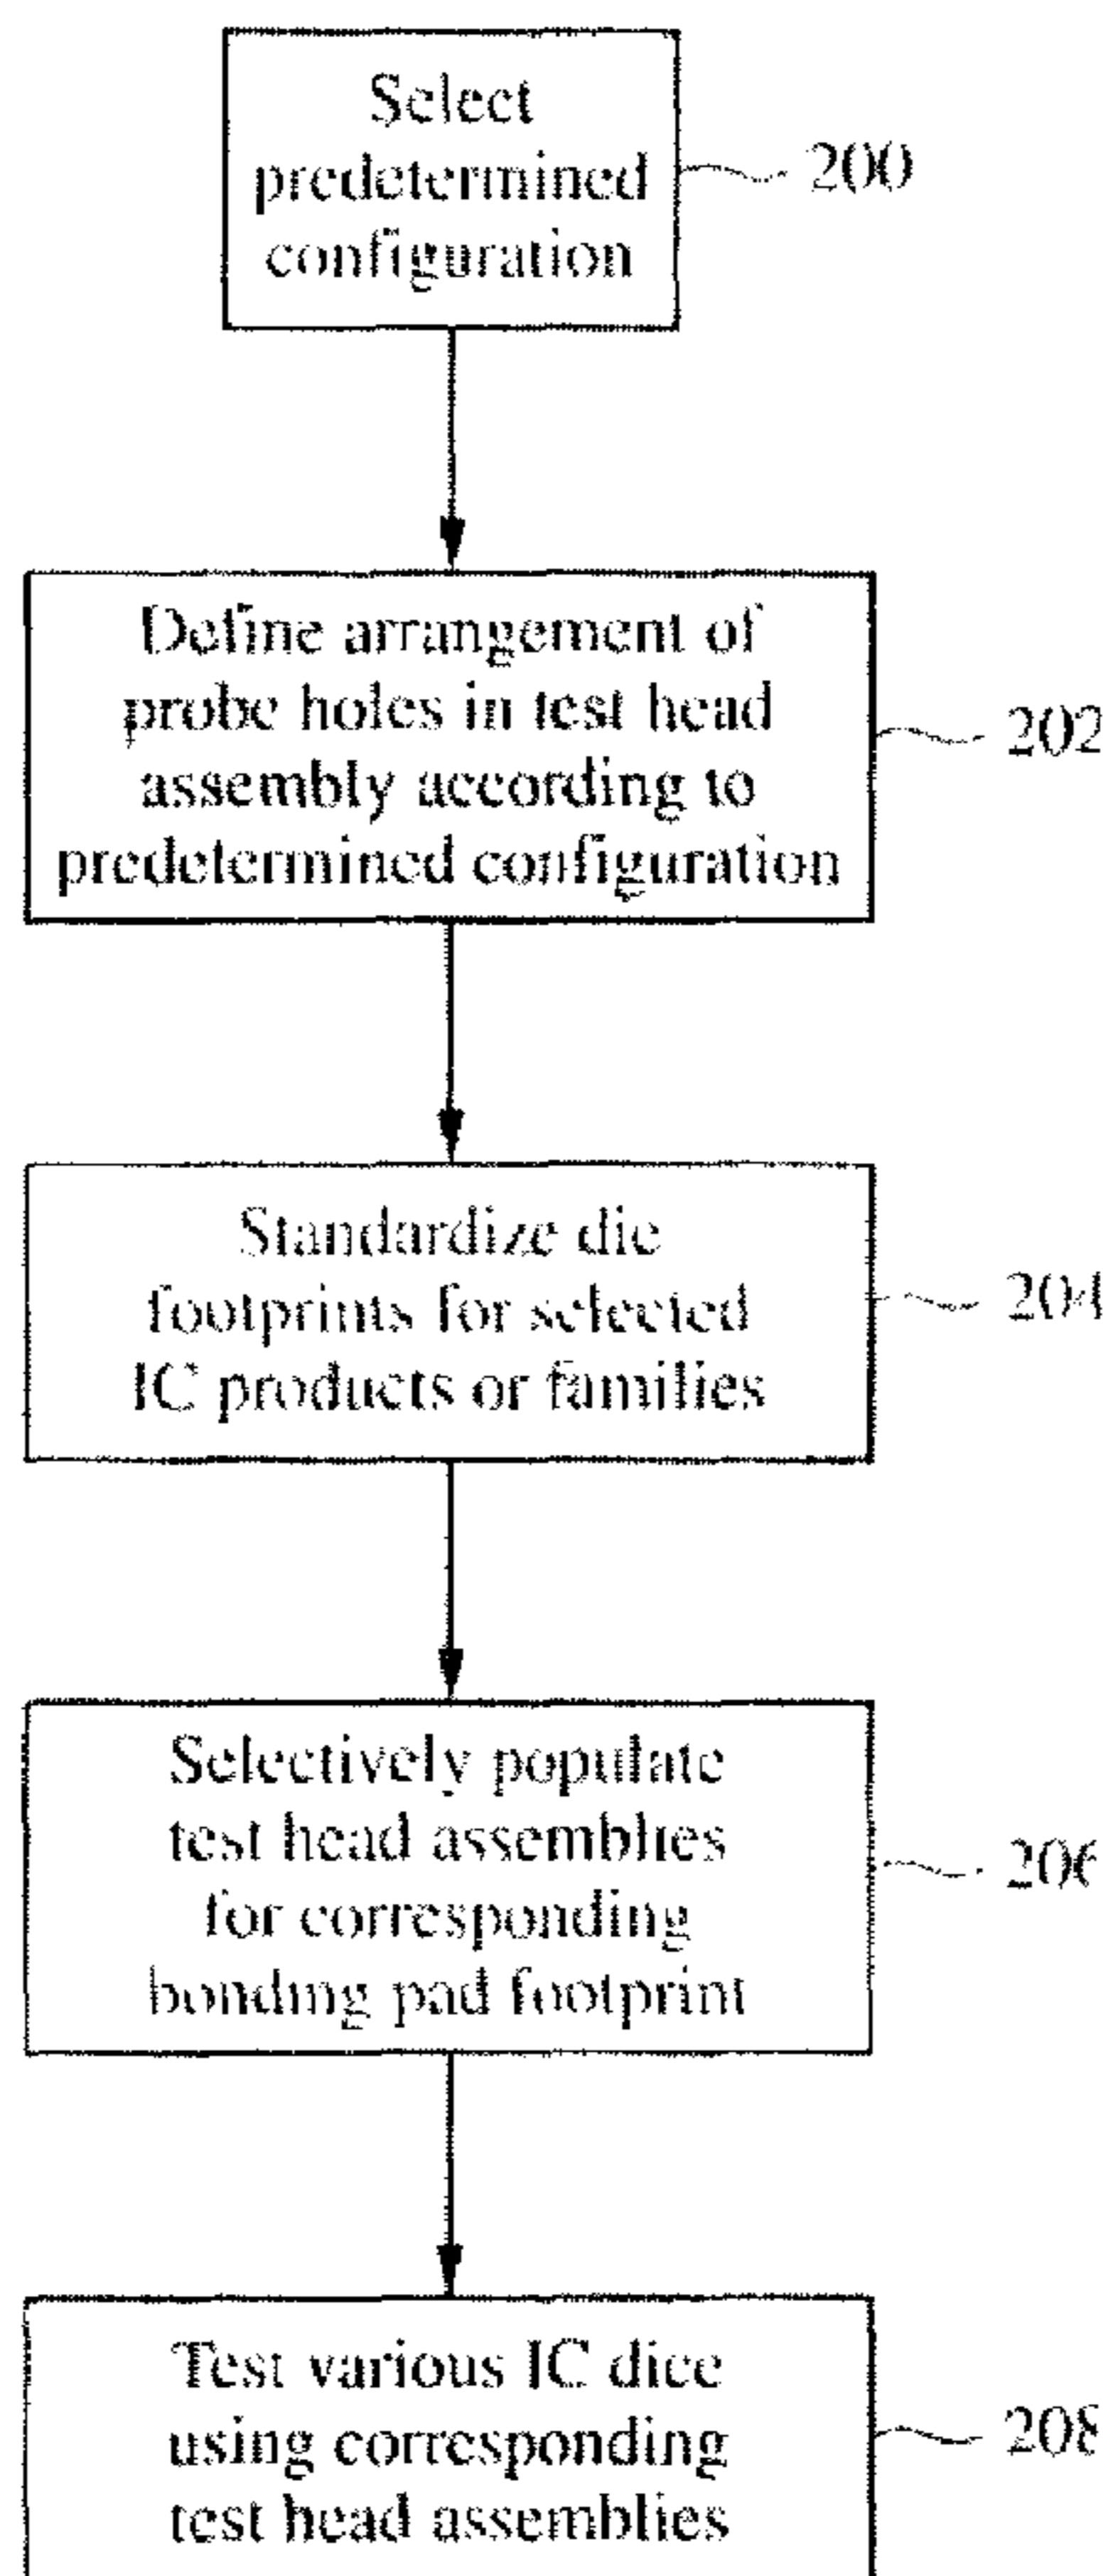 Select
predetermined
configuration
200
Define arrangement of
probe holes in test head
assembly according to
predetermined configuration
202
Standardize die
footprints for selected
IC products or families
204
Selectively populate
test head assemblies
for corresponding
bonding pad footprint
206
Test various IC dice
using corresponding
test head assemblies
208